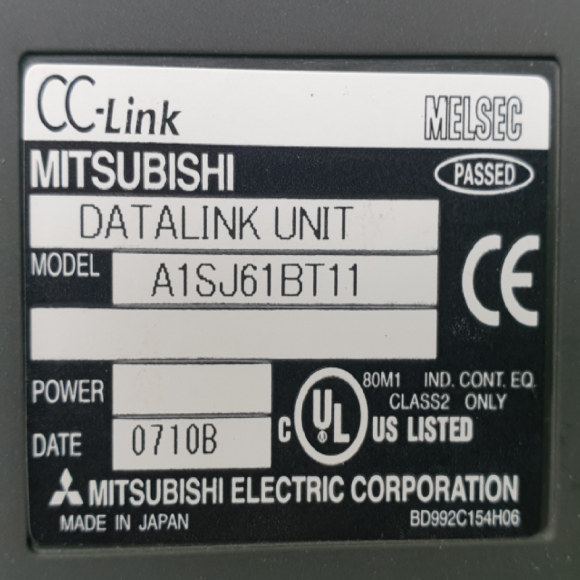 CC-Link MELSEC
MITSUBISHI PASSED
DATALINK UNIT
MODEL A1SJ61BT11
CE
POWER
80M1 IND. CONT. EQ.
CLASS2 ONLY
DATE 0710B
C UL US LISTED
MITSUBISHI ELECTRIC CORPORATION
MADE IN JAPAN BD992C154H06